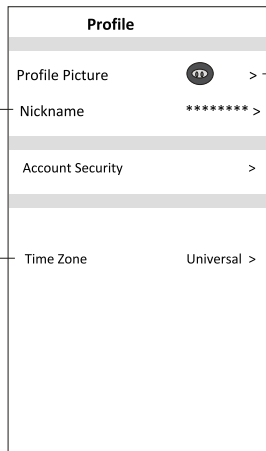 Profile
Profile Picture >
Nickname ******** >
Account Security >
Time Zone Universal >